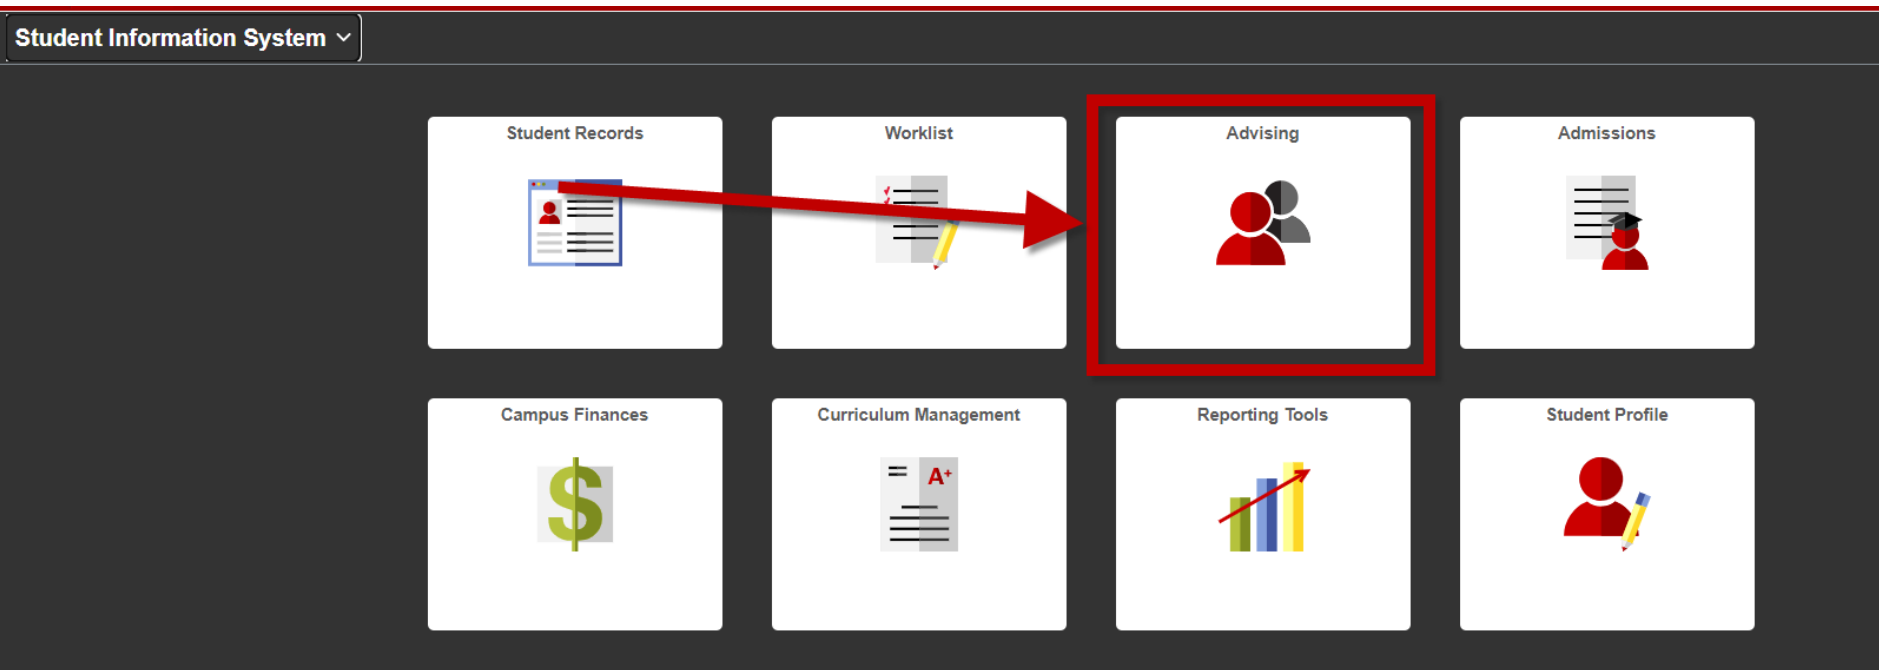 Student Information System
Student Records
Worklist
Advising
Admissions
Campus Finances
Curriculum Management
A+
Reporting Tools
Student Profile